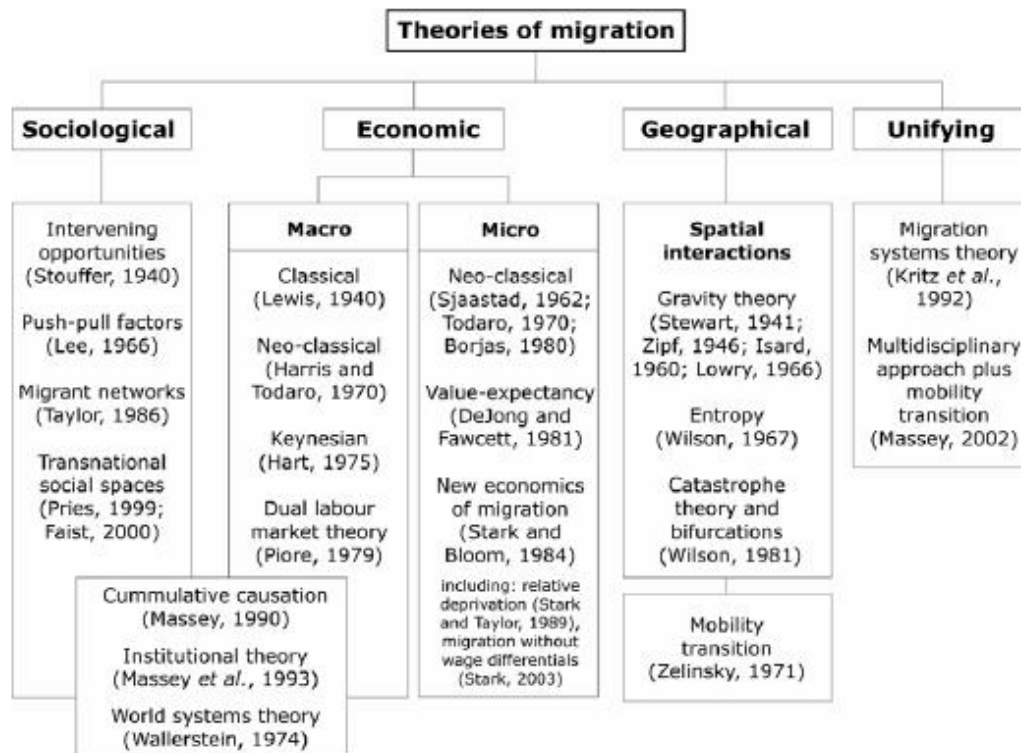 Theories of migration
Sociological
Economic
Geographical
Unifying
Intervening
opportunities
(Stouffer, 1940)
Push-pull factors
(Lee, 1966)
Migrant networks
(Taylor, 1986)
Transnational
social spaces
(Pries, 1999;
Faist, 2000)
Macro
Classical
(Lewis, 1940)
Neo-classical
(Harris and
Todaro, 1970)
Keynesian
(Hart, 1975)
Dual labour
market theory
(Piore, 1979)
Cummulative causation
(Massey, 1990)
Institutional theory
(Massey et al., 1993)
World systems theory
(Wallerstein, 1974)
Micro
Neo-classical
(Sjaastad, 1962;
Todaro, 1970;
Borjas, 1980)
Value-expectancy
(DeJong and
Fawcett, 1981)
New economics
of migration
(Stark and
Bloom, 1984)
including: relative
deprivation (Stark
and Taylor, 1989),
migration without
wage differentials
(Stark, 2003)
Spatial
interactions
Gravity theory
(Stewart, 1941;
Zipf, 1946; Isard,
1960; Lowry, 1966)
Entropy
(Wilson, 1967)
Catastrophe
theory and
bifurcations
(Wilson, 1981)
Mobility
transition
(Zelinsky, 1971)
Migration
systems theory
(Kritz et al.,
1992)
Multidisciplinary
approach plus
mobility
transition
(Massey, 2002)